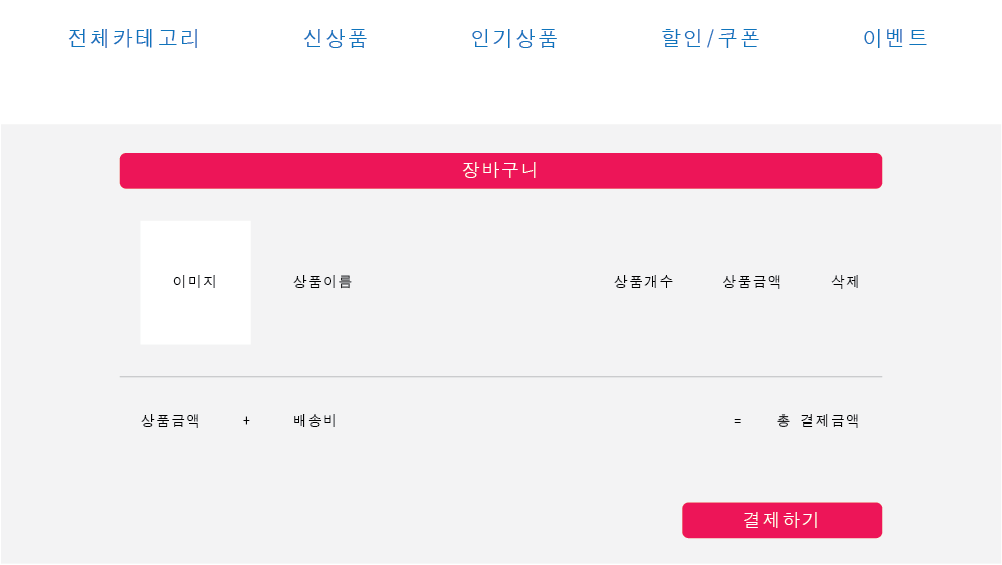 전체카테고리 신상품 인기상품 할인/쿠폰 이벤트
장바구니
이미지 상품이름 상품개수 상품금액 삭제
상품금액 + 배송비 = 총 결제금액
결제하기